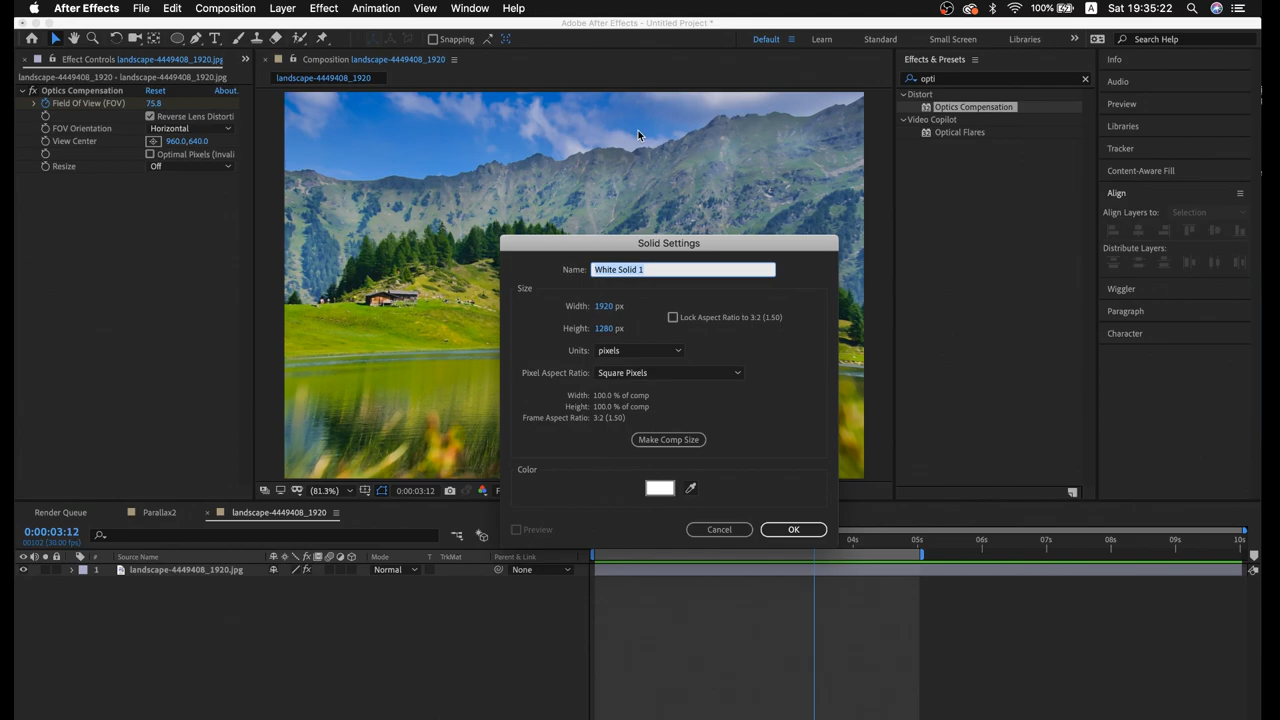 After Effects File Edit Composition Layer Effect Animation View Window Help 100% A Sat 19:35:22
Adobe After Effects - Untitled Project *
T Snapping Default Learn Standard Small Screen Libraries Search Help
Effect Controls landscape-4449408_1920.jpg
landscape-4449408_1920 • landscape-4449408_1920.jpg
fx Optics Compensation Reset About.
Field Of View (FOV) 75.8
Reverse Lens Distorti
FOV Orientation Horizontal
View Center 960.0,640.0
Optimal Pixels (Invali
Resize Off
Composition landscape-4449408_1920
landscape-4449408_1920
Effects & Presets
opti
Distort
Optics Compensation
Video Copilot
Optical Flares
Info
Audio
Preview
Libraries
Tracker
Content-Aware Fill
Align
Align Layers to: Selection
Distribute Layers:
Wiggler
Paragraph
Character
Solid Settings
Name: White Solid 1
Size
Width: 1920 px
Lock Aspect Ratio to 3:2 (1.50)
Height: 1280 px
Units: pixels
Pixel Aspect Ratio: Square Pixels
Width: 100.0 % of comp
Height: 100.0 % of comp
Frame Aspect Ratio: 3:2 (1.50)
Make Comp Size
Color
Preview Cancel OK
(81.3%) 0:00:03:12
Render Queue Parallax2 landscape-4449408_1920
0:00:03:12
00102 (30.00 fps)
# Source Name fx Mode T TrkMat Parent & Link
1 landscape-4449408_1920.jpg fx Normal None
04s 05s 06s 07s 08s 09s 10s